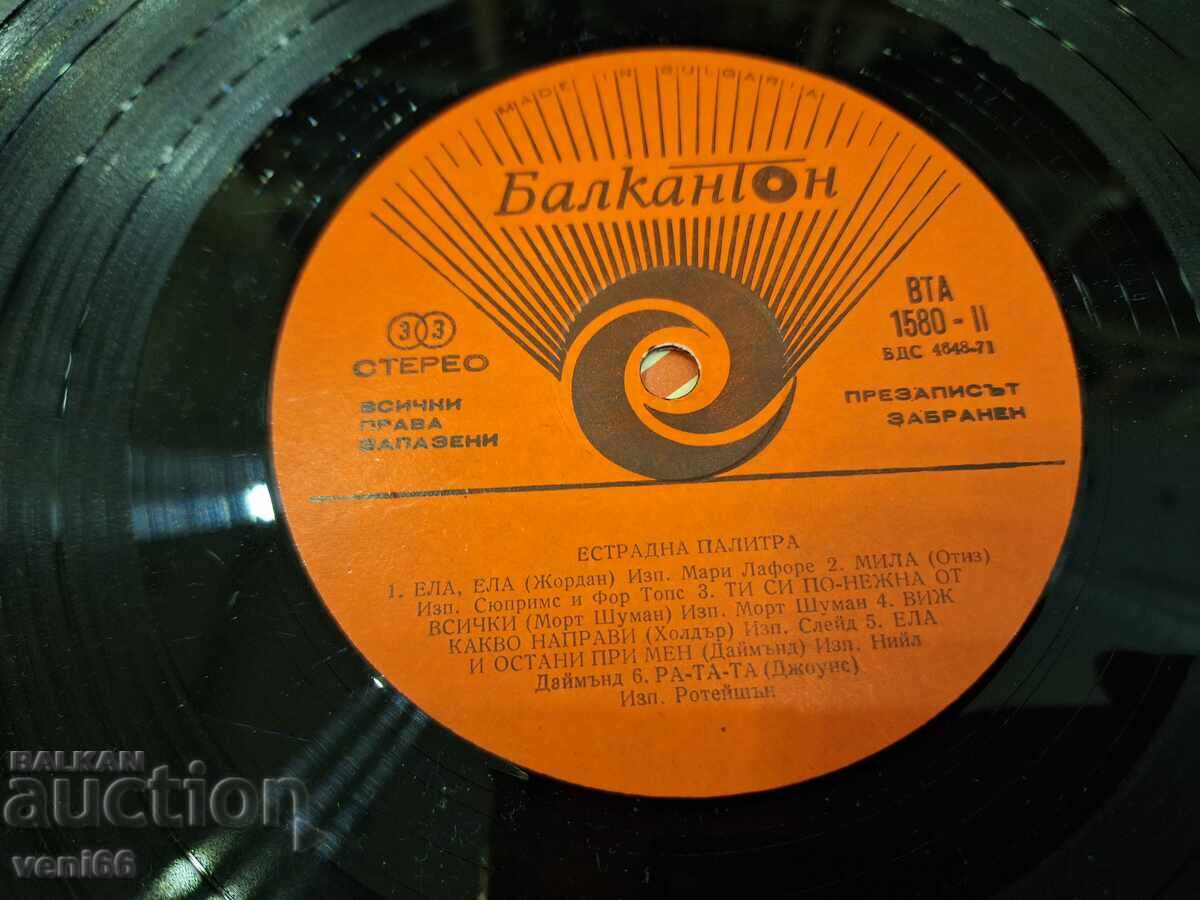 MADE IN BULGARIA
Балкантон
33
СТЕРЕО
ВСИЧКИ
ПРАВА
ЗАПАЗЕНИ
ВТА
1580 - II
БДС 4648-71
ПРЕЗАПИСЪТ
ЗАБРАНЕН
ЕСТРАДНА ПАЛИТРА
1. ЕЛА, ЕЛА (Жордан) Изп. Мари Лафоре 2. МИЛА (Отиз)
Изп. Сюпримс и Фор Топс 3. ТИ СИ ПО-НЕЖНА ОТ
ВСИЧКИ (Морт Шуман) Изп. Морт Шуман 4. ВИЖ
КАКВО НАПРАВИ (Холдър) Изп. Слейд 5. ЕЛА
И ОСТАНИ ПРИ МЕН (Даймънд) Изп. Нийл
Даймънд 6. РА-ТА-ТА (Джоунс)
Изп. Ротейшън
BALKAN
auction
veni66